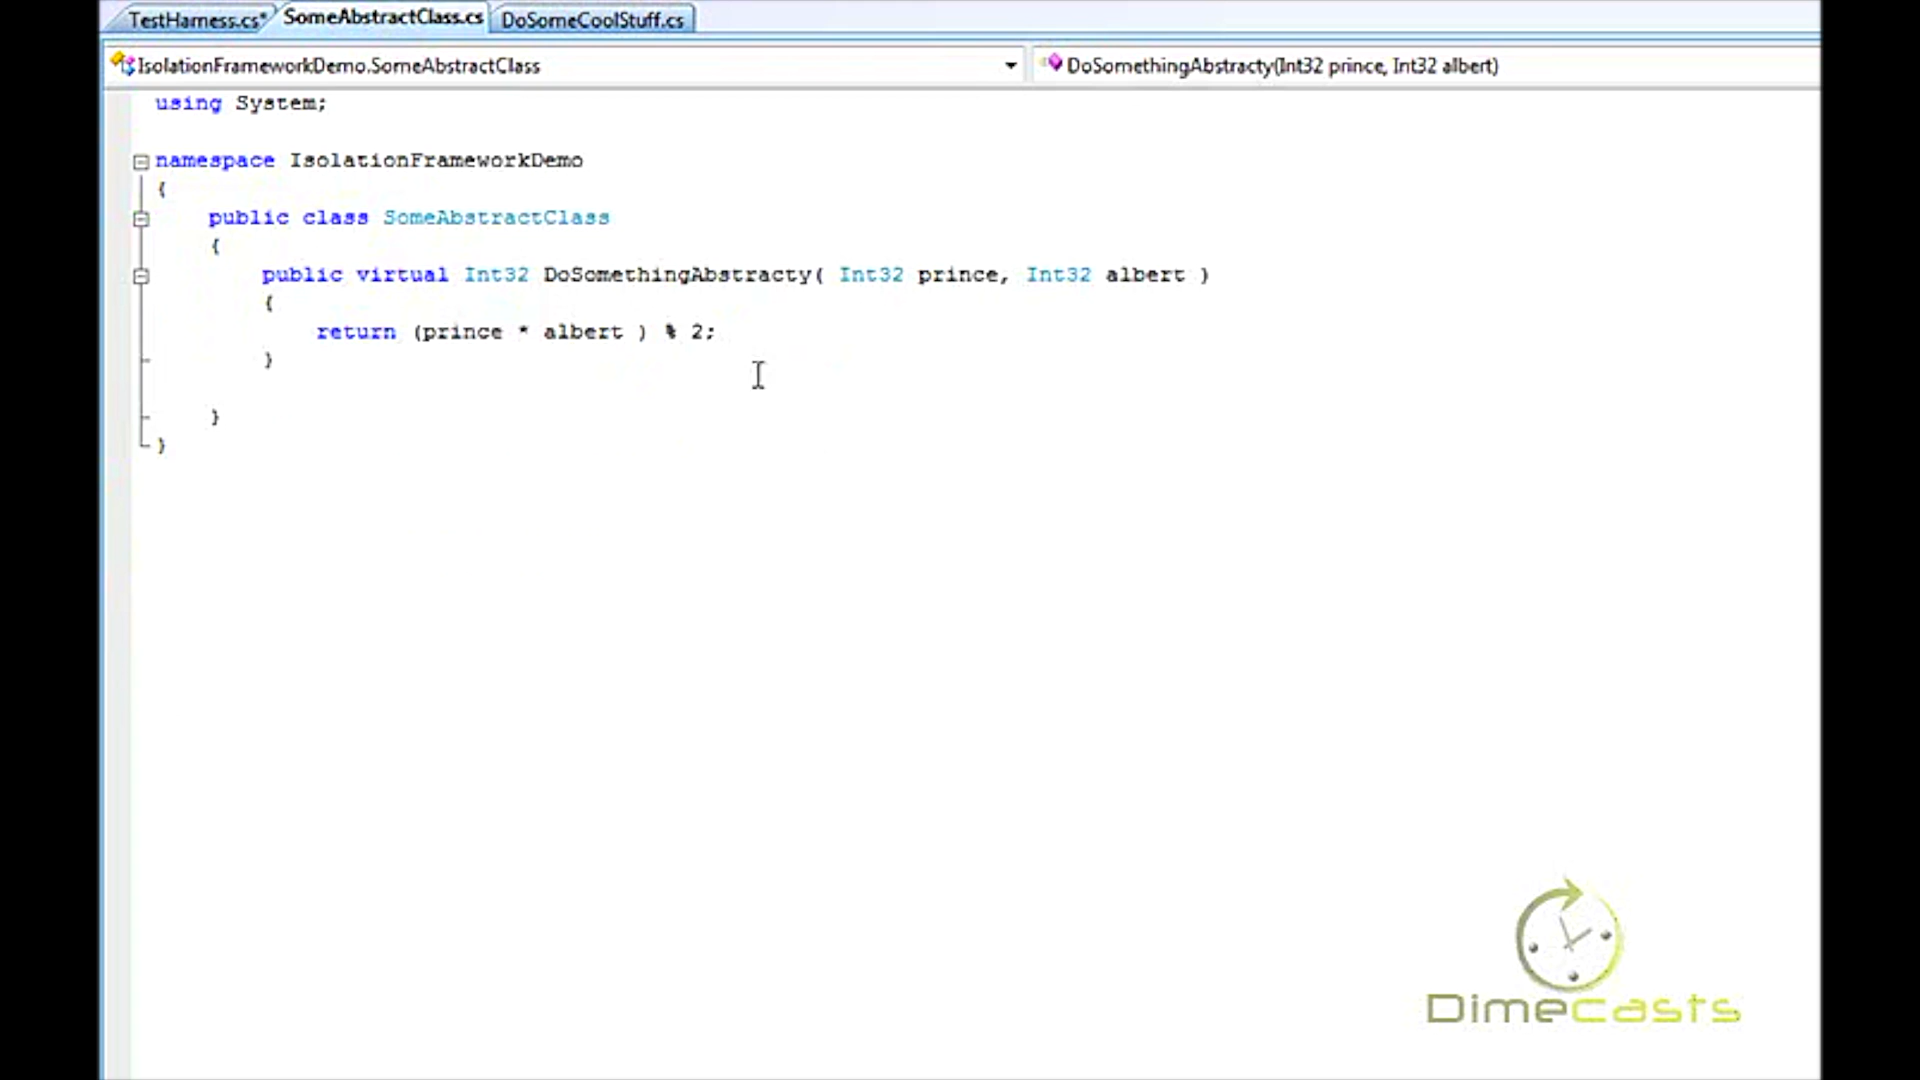 TestHarness.cs* SomeAbstractClass.cs DoSomeCoolStuff.cs
IsolationFrameworkDemo.SomeAbstractClass DoSomethingAbstracty(Int32 prince, Int32 albert)
using System;
namespace IsolationFrameworkDemo
{
public class SomeAbstractClass
{
public virtual Int32 DoSomethingAbstracty( Int32 prince, Int32 albert )
{
return (prince * albert ) % 2;
}
}
}
Dimecasts